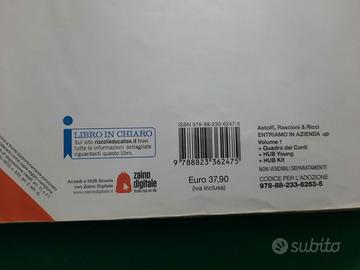 LIBRO IN CHIARO
Sul sito rizzolieducation.it trovi
tutte le informazioni dettagliate
riguardanti questo libro.
Accedi a HUB Scuola
con Zaino Digitale
www.zainodigitale.it
zaino
digitale
ISBN 978-88-233-6247-5
9 788823 362475
Euro 37,90
(iva inclusa)
Astolfi, Rascioni & Ricci
ENTRIAMO IN AZIENDA up
Volume 1
+ Quadro dei Conti
+ HUB Young
+ HUB Kit
NON VENDIBILI SEPARATAMENTE
CODICE PER L'ADOZIONE
978-88-233-6263-5
subito